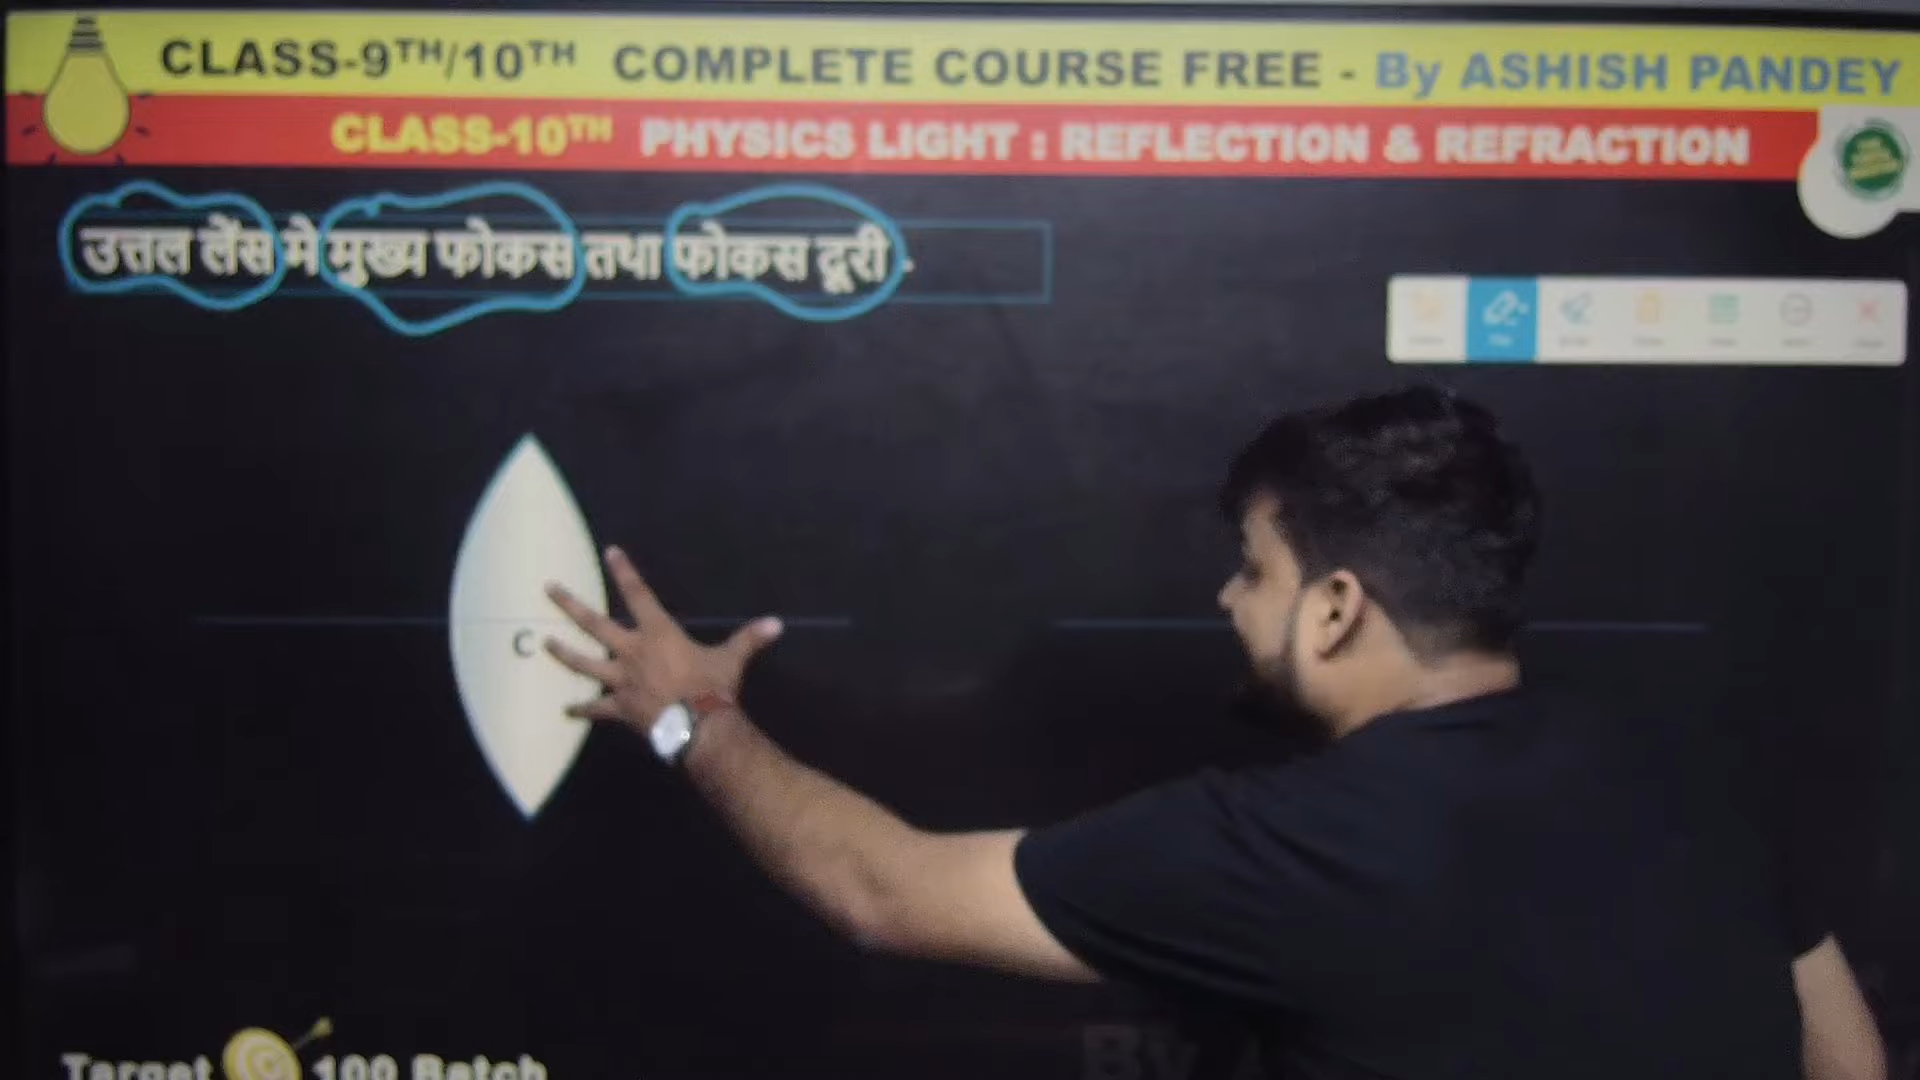 CLASS-9TH/10TH COMPLETE COURSE FREE - By ASHISH PANDEY
CLASS-10TH PHYSICS LIGHT : REFLECTION & REFRACTION
उत्तल लेंस मे मुख्य फोकस तथा फोकस दूरी -
C
Target 100 Batch
By